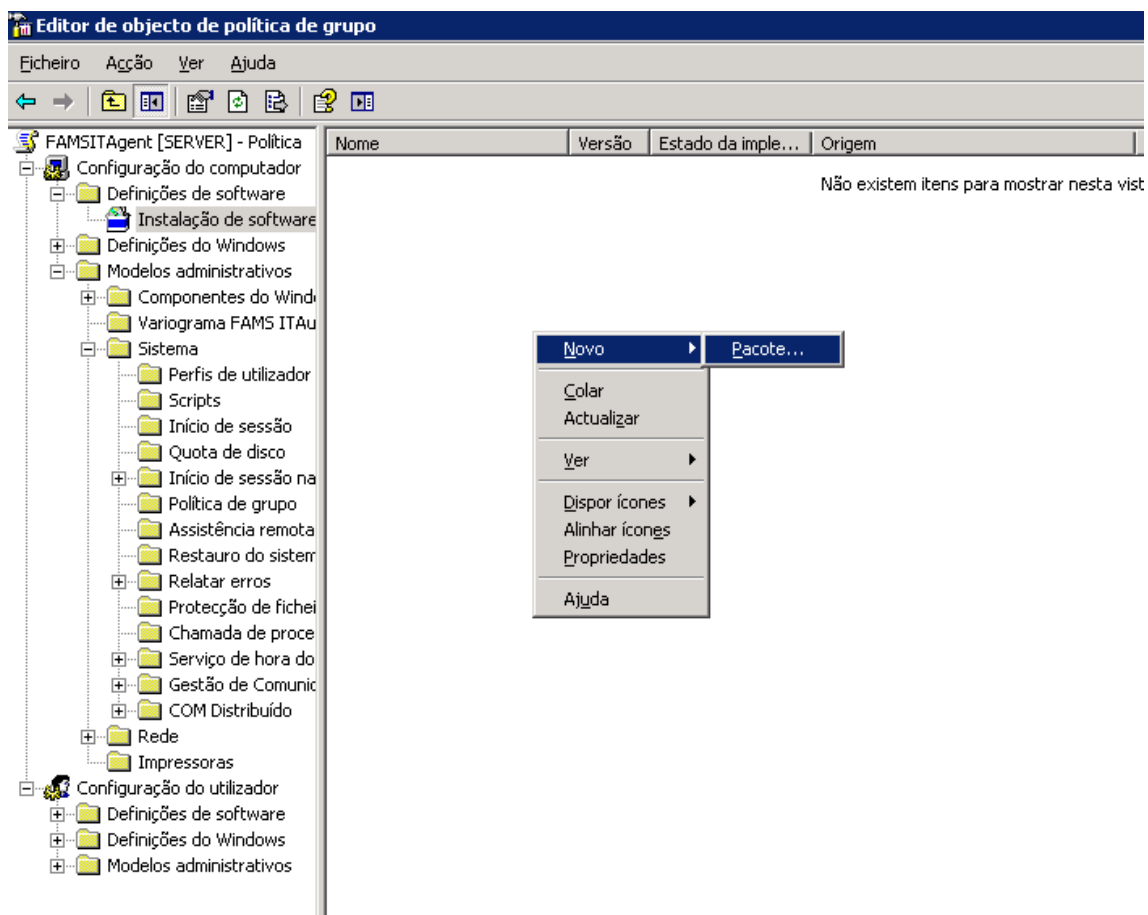 Editor de objecto de política de grupo
Ficheiro Acção Ver Ajuda
FAMSITAgent [SERVER] - Política
Configuração do computador
Definições de software
Instalação de software
Definições do Windows
Modelos administrativos
Componentes do Windo
Variograma FAMS ITAu
Sistema
Perfis de utilizador
Scripts
Início de sessão
Quota de disco
Início de sessão na
Política de grupo
Assistência remota
Restauro do sistem
Relatar erros
Protecção de fichei
Chamada de proce
Serviço de hora do
Gestão de Comunic
COM Distribuído
Rede
Impressoras
Configuração do utilizador
Definições de software
Definições do Windows
Modelos administrativos
Nome Versão Estado da imple... Origem
Não existem itens para mostrar nesta vist
Novo
Pacote...
Colar
Actualizar
Ver
Dispor ícones
Alinhar ícones
Propriedades
Ajuda